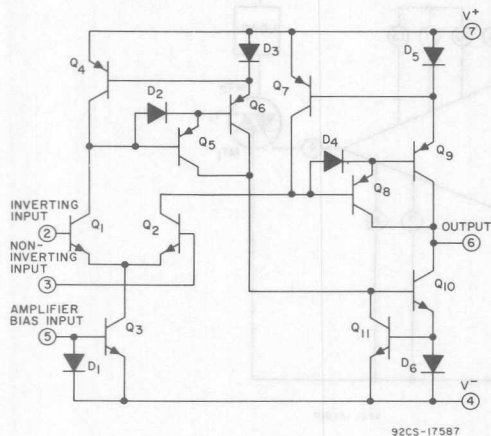 V+
7
Q4
D3
D5
Q7
D2
Q6
Q5
D4
Q9
Q8
INVERTING
INPUT
2
Q1
Q2
OUTPUT
6
NON-
INVERTING
INPUT
3
Q10
AMPLIFIER
BIAS INPUT
5
Q3
Q11
D1
D6
V-
4
92CS-17587